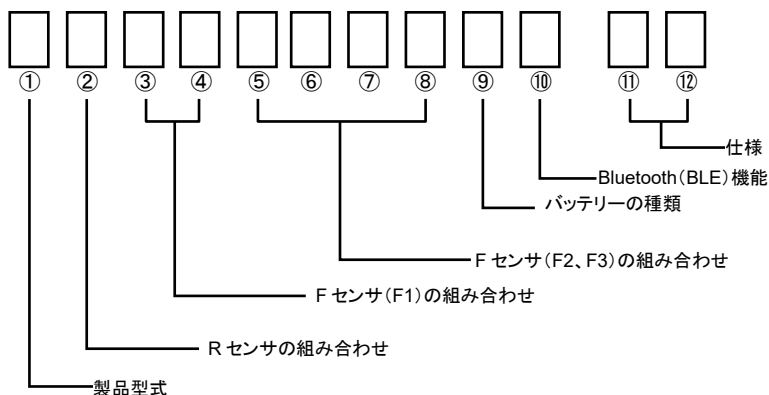 ① ② ③ ④ ⑤ ⑥ ⑦ ⑧ ⑨ ⑩ ⑪ ⑫
仕様
Bluetooth(BLE)機能
バッテリーの種類
F センサ(F2、F3)の組み合わせ
F センサ(F1)の組み合わせ
R センサの組み合わせ
製品型式